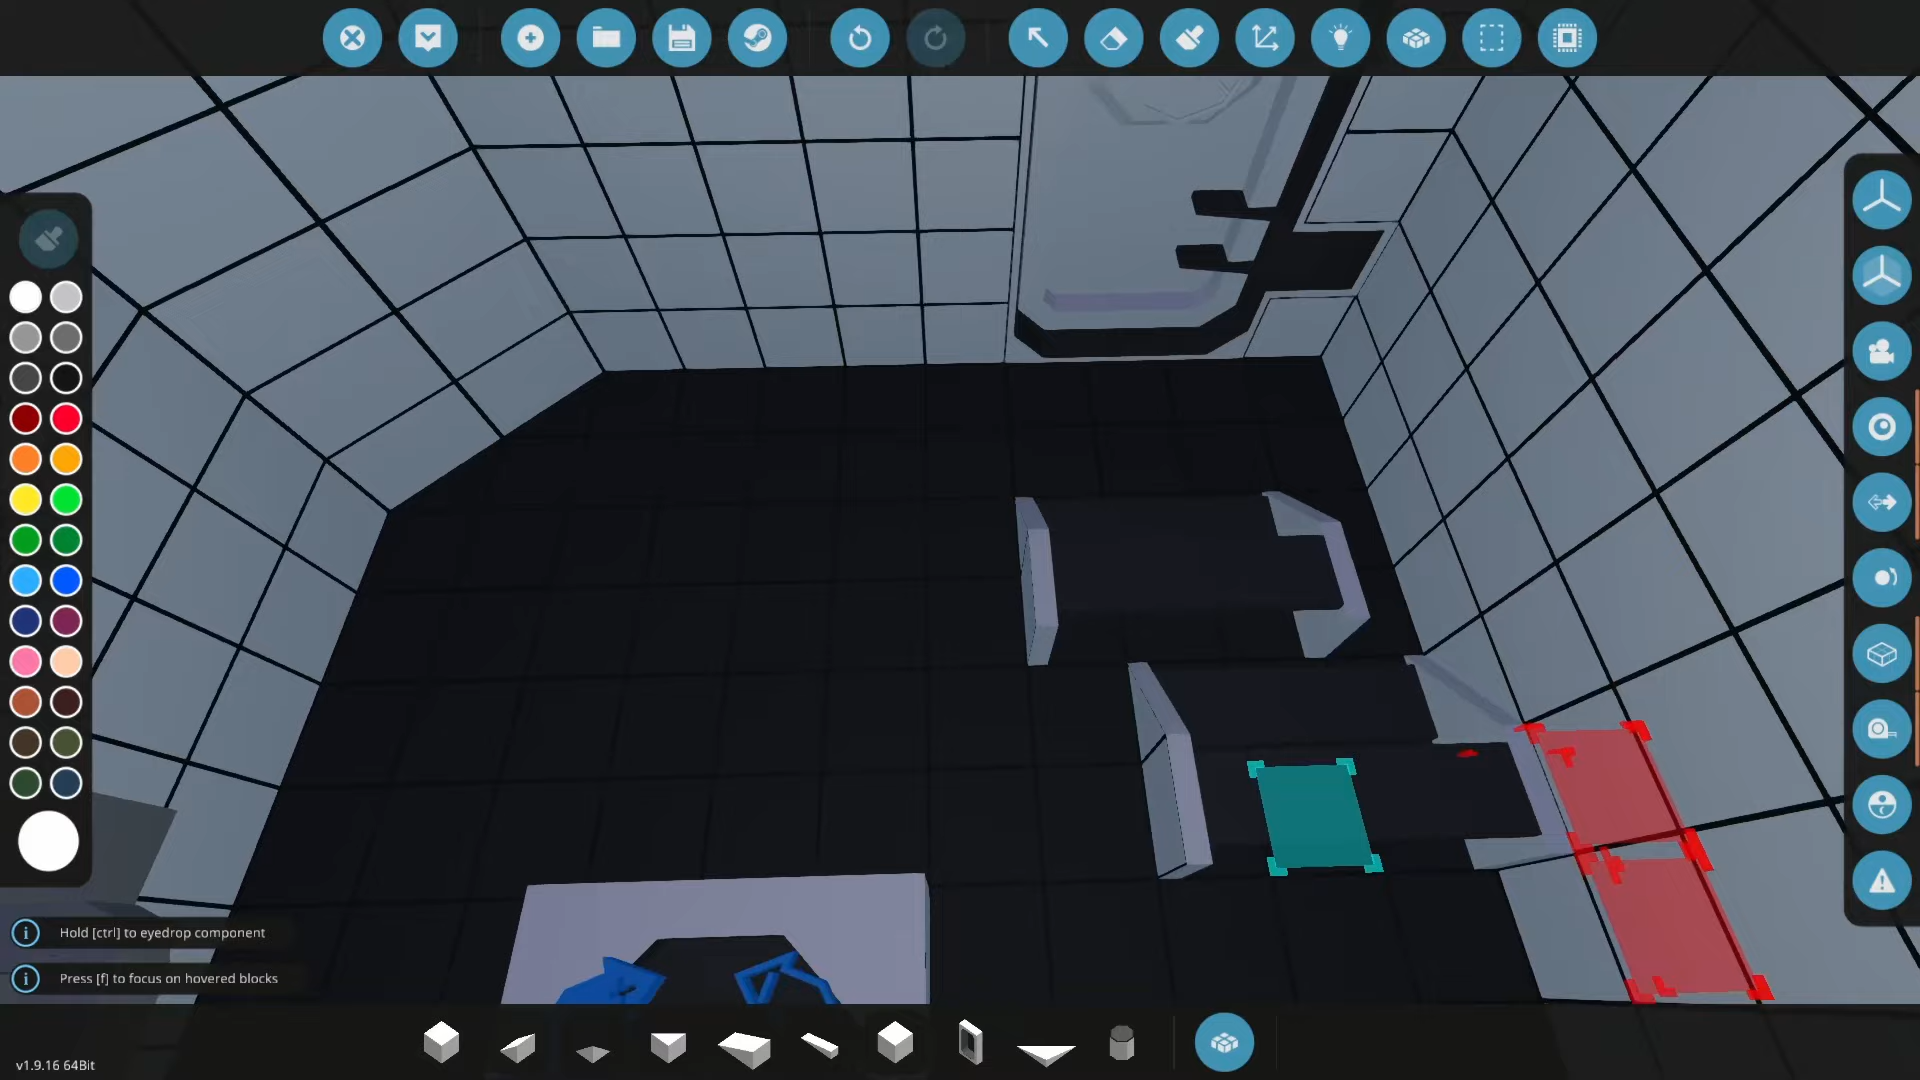 Hold [ctrl] to eyedrop component
Press [f] to focus on hovered blocks
v1.9.16 64Bit